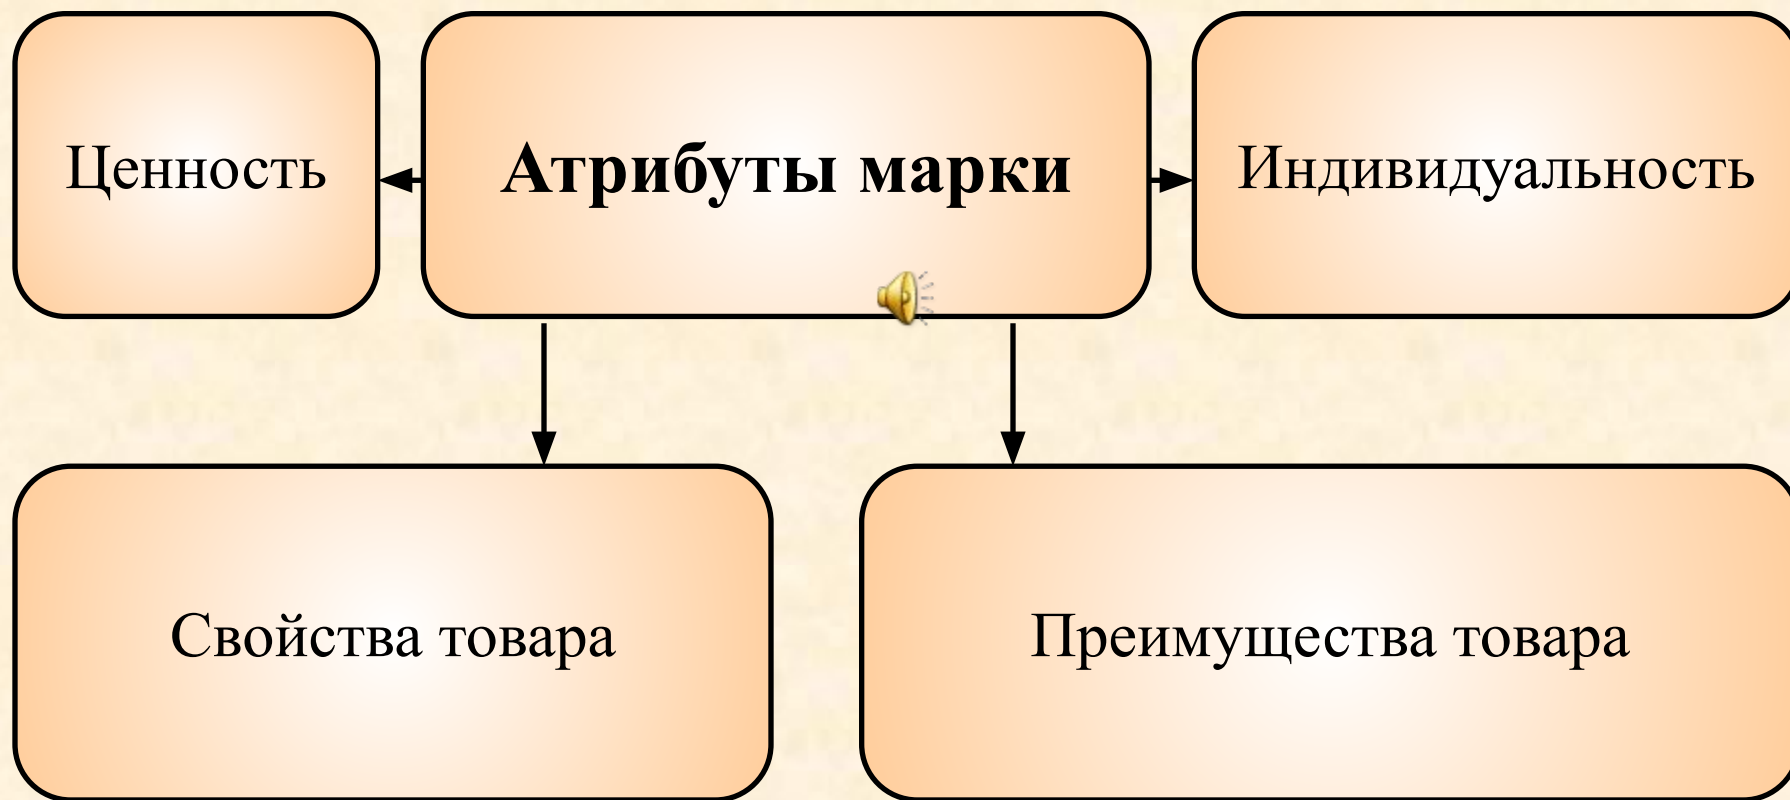 Ценность
Атрибуты марки
Индивидуальность
Свойства товара
Преимущества товара